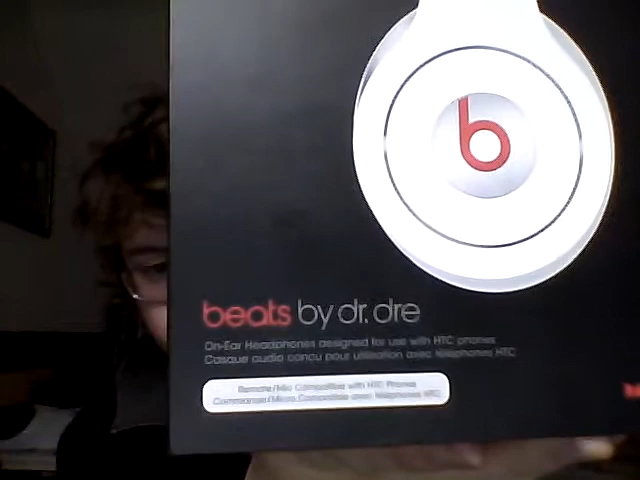 b
beats by dr. dre
On-Ear Headphones designed for use with HTC phones
Casque audio concu pour utilisation avec téléphones HTC
Remote/Mic Compatible with HTC Phones
Commande/Micro Compatible avec Téléphones HTC